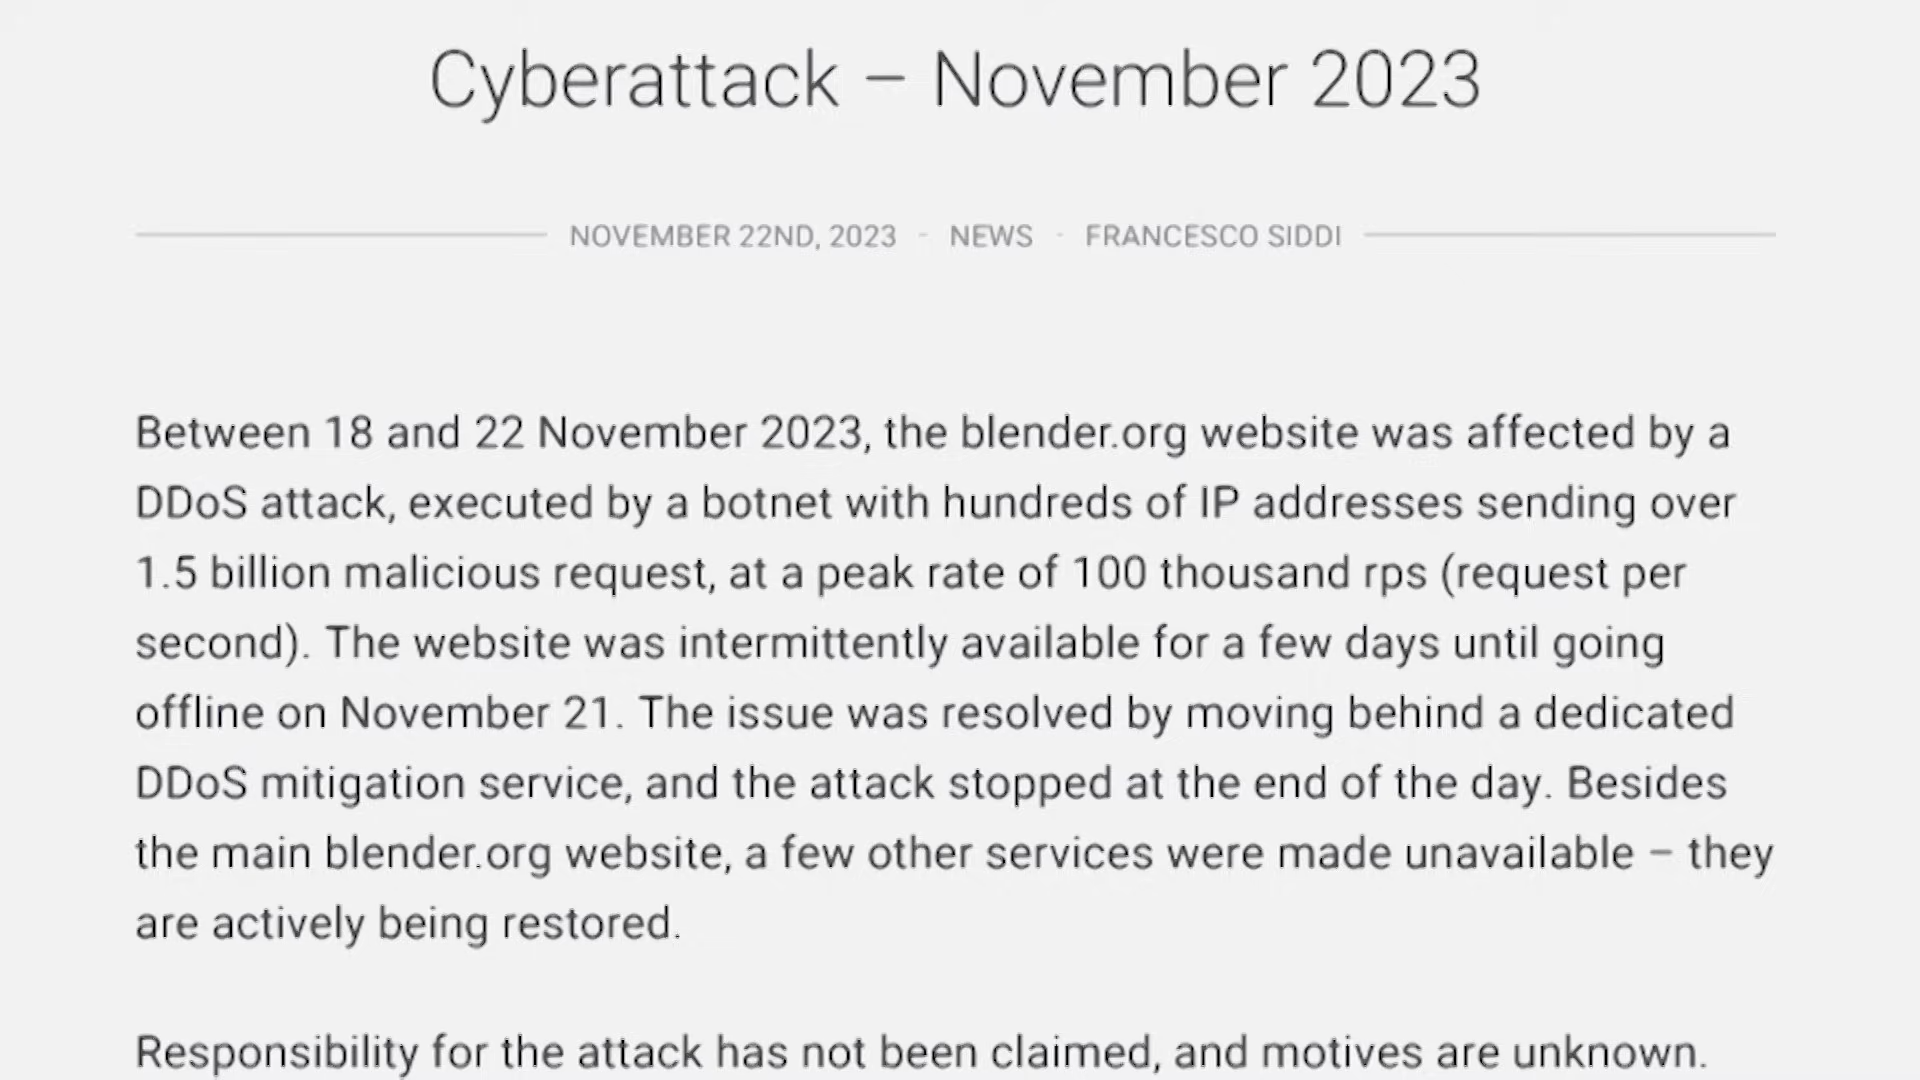 Cyberattack – November 2023
NOVEMBER 22ND, 2023 - NEWS - FRANCESCO SIDDI
Between 18 and 22 November 2023, the blender.org website was affected by a
DDoS attack, executed by a botnet with hundreds of IP addresses sending over
1.5 billion malicious request, at a peak rate of 100 thousand rps (request per
second). The website was intermittently available for a few days until going
offline on November 21. The issue was resolved by moving behind a dedicated
DDoS mitigation service, and the attack stopped at the end of the day. Besides
the main blender.org website, a few other services were made unavailable – they
are actively being restored.
Responsibility for the attack has not been claimed, and motives are unknown.